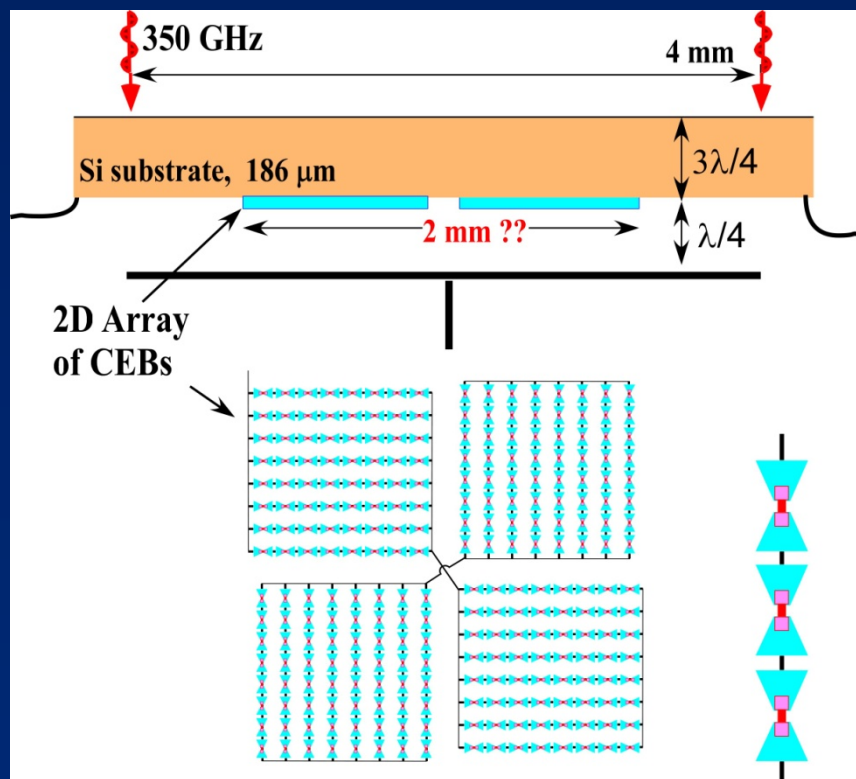 350 GHz
4 mm
Si substrate, 186 μm
3λ/4
2 mm ??
λ/4
2D Array
of CEBs